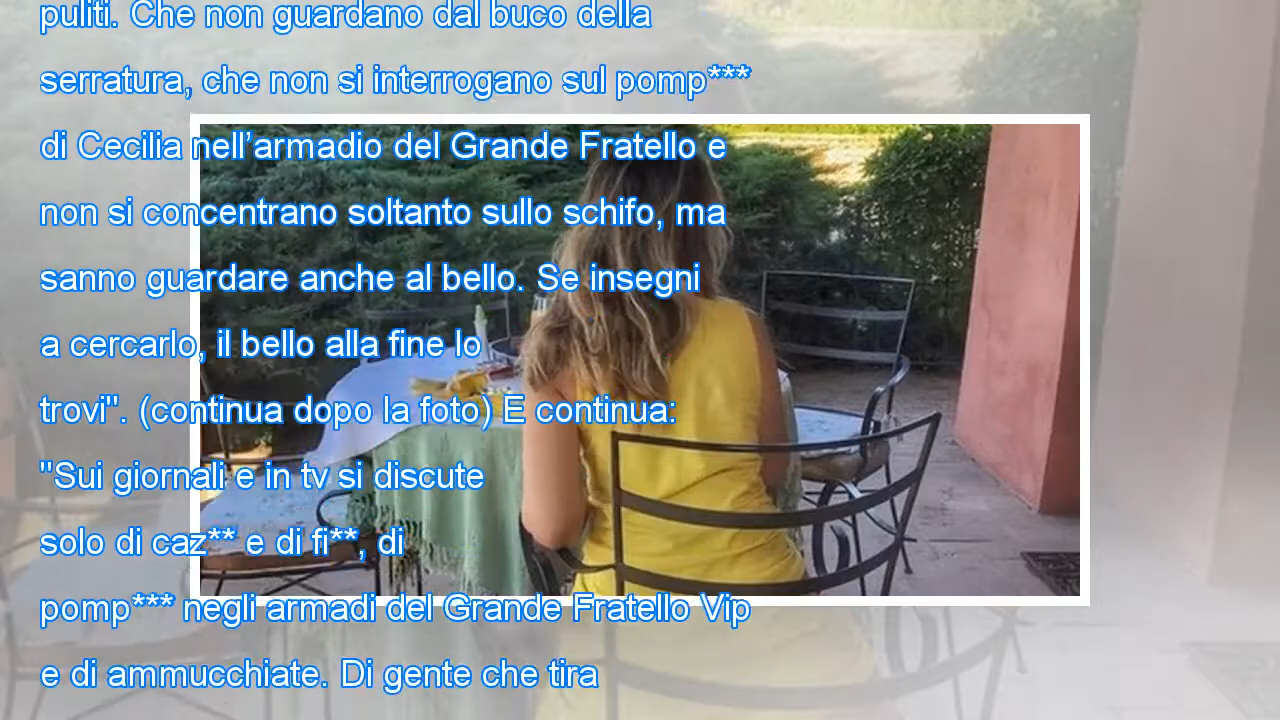 puliti. Che non guardano dal buco della
serratura, che non si interrogano sul pomp***
di Cecilia nell’armadio del Grande Fratello e
non si concentrano soltanto sullo schifo, ma
sanno guardare anche al bello. Se insegni
a cercarlo, il bello alla fine lo
trovi". (continua dopo la foto) E continua:
"Sui giornali e in tv si discute
solo di caz** e di fi**, di
pomp*** negli armadi del Grande Fratello Vip
e di ammucchiate. Di gente che tira